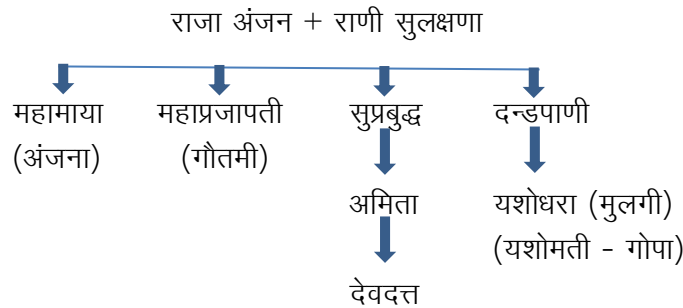 राजा अंजन + राणी सुलक्षणा
महामाया महाप्रजापती सुप्रबुद्ध दन्डपाणी
(अंजना) (गौतमी)
अमिता यशोधरा (मुलगी)
(यशोमती - गोपा)
देवदत्त